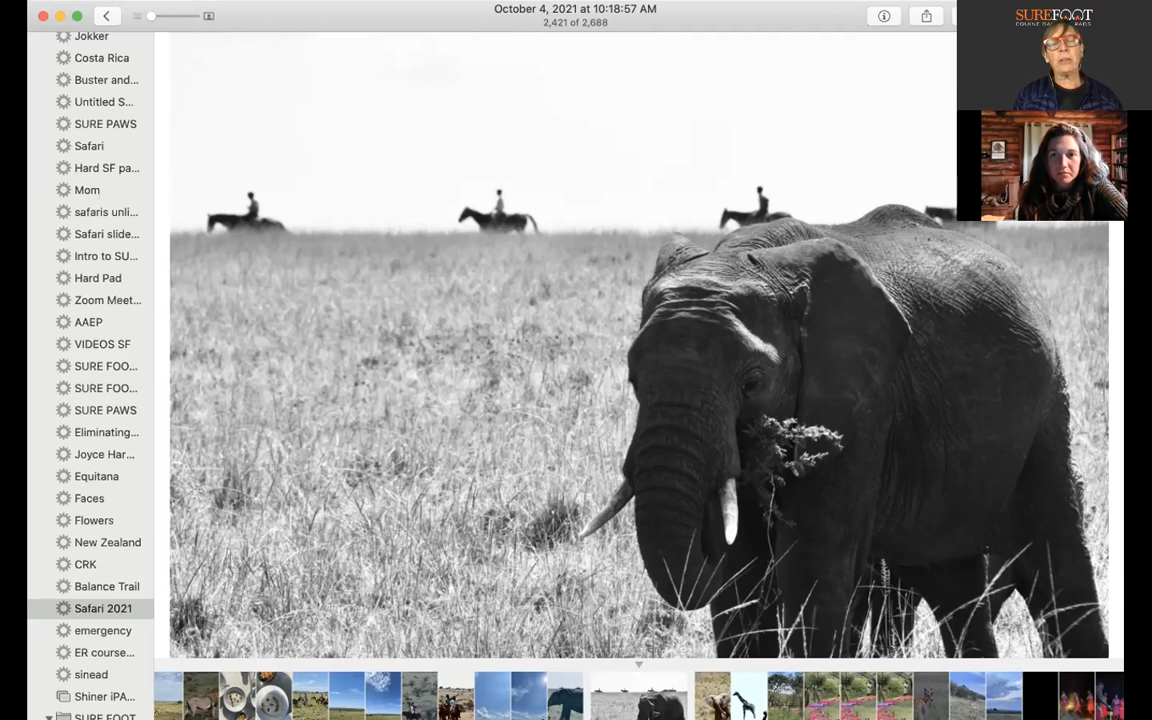 October 4, 2021 at 10:18:57 AM
2,421 of 2,688
SUREFOOT
Jokker
Costa Rica
Buster and...
Untitled S...
SURE PAWS
Safari
Hard SF pa...
Mom
safaris unli...
Safari slide...
Intro to SU...
Hard Pad
Zoom Meet...
AAEP
VIDEOS SF
SURE FOO...
SURE FOO...
SURE PAWS
Eliminating...
Joyce Har...
Equitana
Faces
Flowers
New Zealand
CRK
Balance Trail
Safari 2021
emergency
ER course...
sinead
Shiner iPA...
SURE FOOT